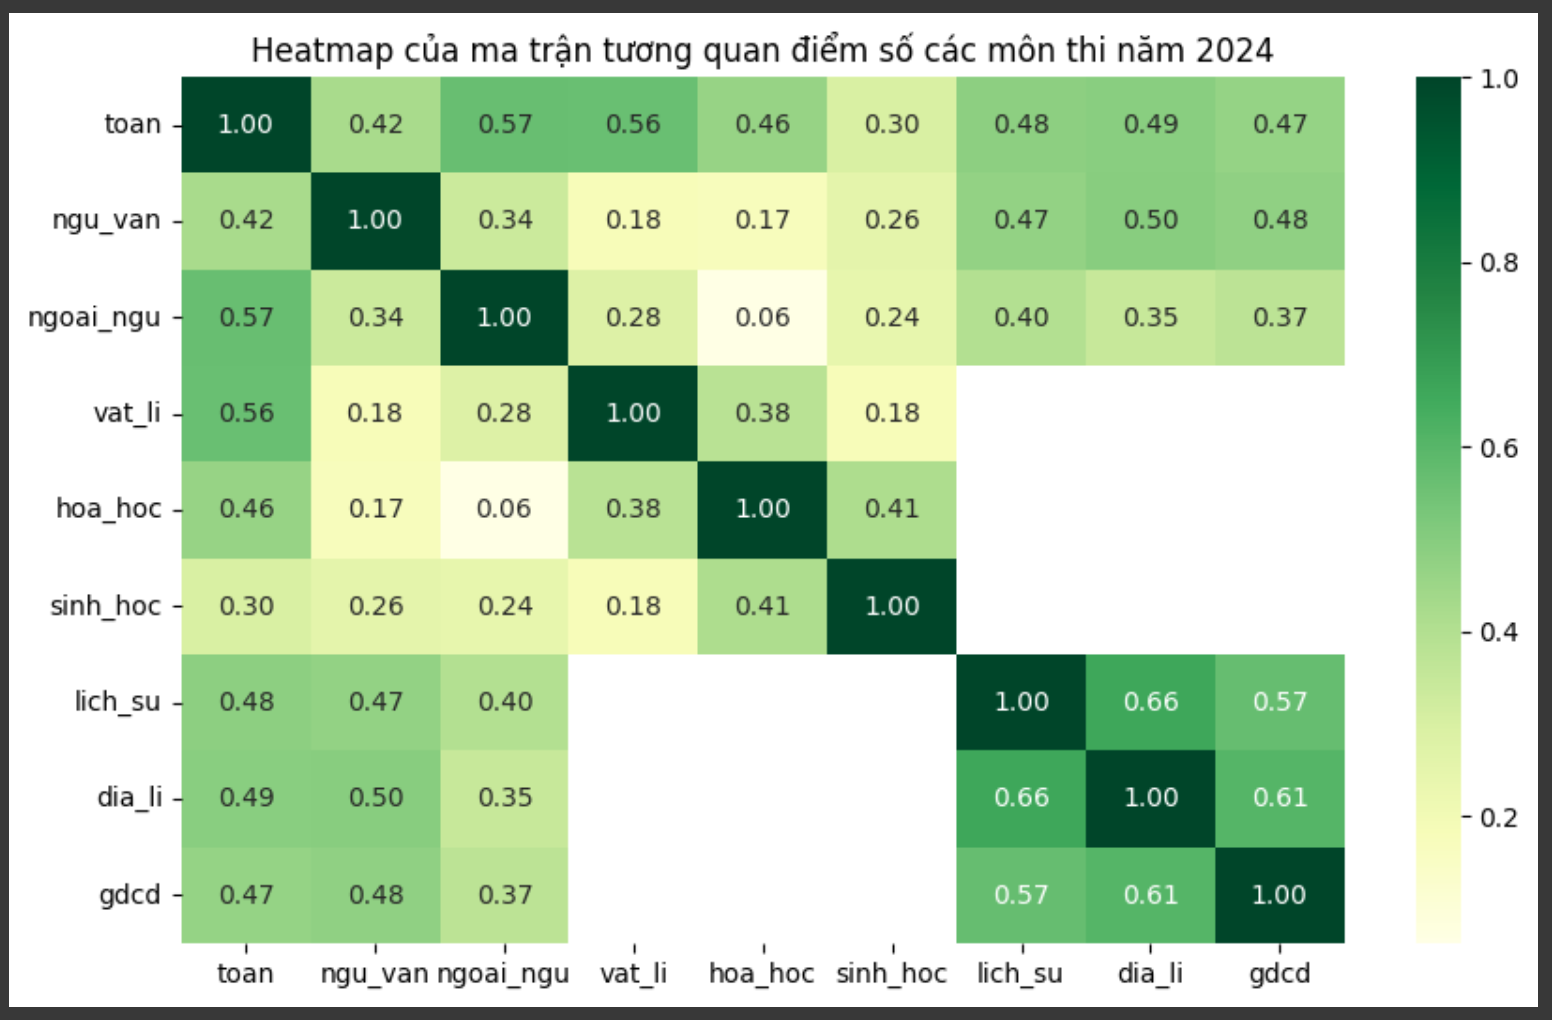 Heatmap của ma trận tương quan điểm số các môn thi năm 2024
toan 1.00 0.42 0.57 0.56 0.46 0.30 0.48 0.49 0.47
ngu_van 0.42 1.00 0.34 0.18 0.17 0.26 0.47 0.50 0.48
ngoai_ngu 0.57 0.34 1.00 0.28 0.06 0.24 0.40 0.35 0.37
vat_li 0.56 0.18 0.28 1.00 0.38 0.18
hoa_hoc 0.46 0.17 0.06 0.38 1.00 0.41
sinh_hoc 0.30 0.26 0.24 0.18 0.41 1.00
lich_su 0.48 0.47 0.40 1.00 0.66 0.57
dia_li 0.49 0.50 0.35 0.66 1.00 0.61
gdcd 0.47 0.48 0.37 0.57 0.61 1.00
toan ngu_van ngoai_ngu vat_li hoa_hoc sinh_hoc lich_su dia_li gdcd
1.0
0.8
0.6
0.4
0.2